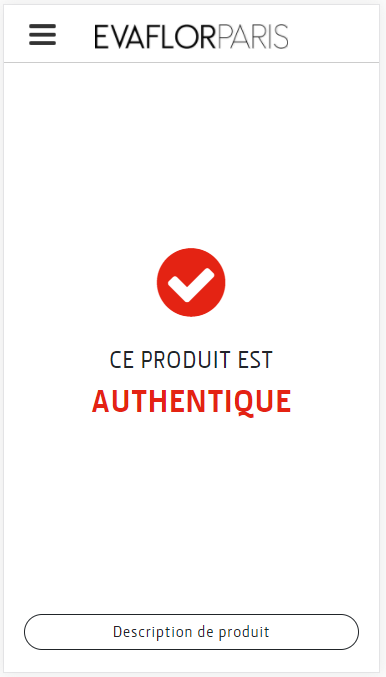 EVAFLORPARIS
CE PRODUIT EST
AUTHENTIQUE
Description de produit